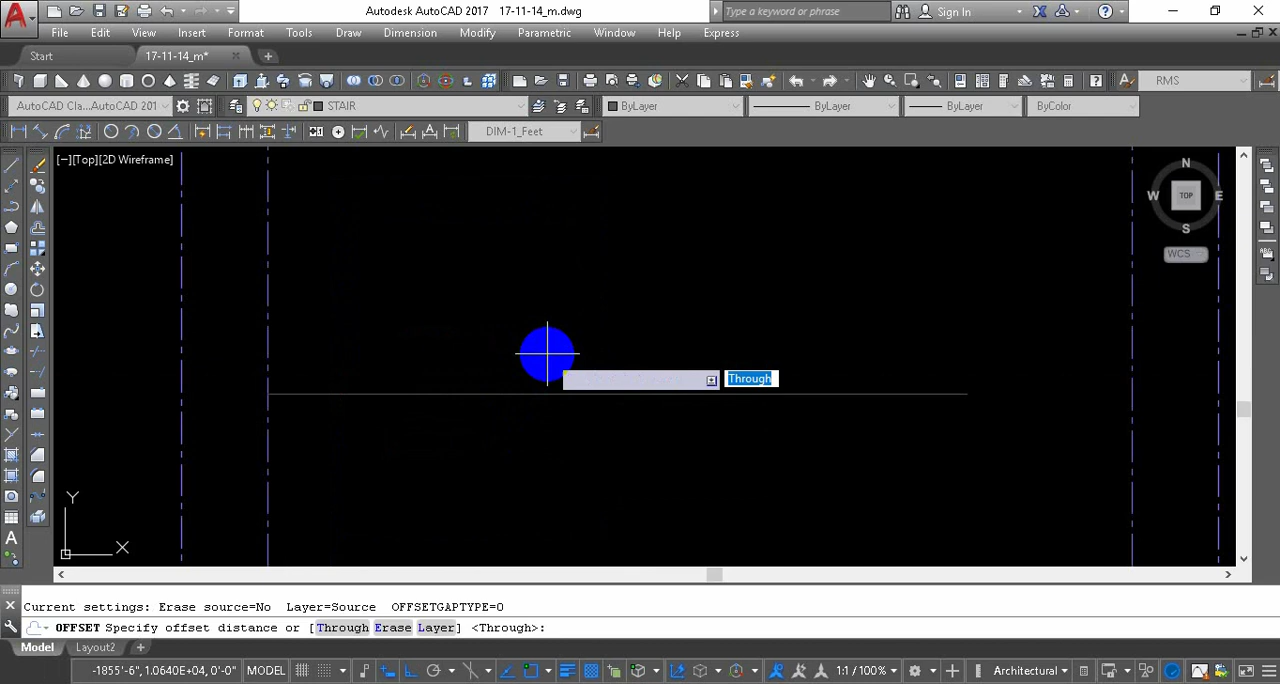 Autodesk AutoCAD 2017 17-11-14_m.dwg
Type a keyword or phrase
Sign In
File Edit View Insert Format Tools Draw Dimension Modify Parametric Window Help Express
Start 17-11-14_m*
RMS
AutoCAD Cla...AutoCAD 201 STAIR ByLayer ByLayer ByLayer ByColor
DIM-1_Feet
[−][Top][2D Wireframe]
N
W TOP E
S
WCS
Through
Y
X
Current settings: Erase source=No Layer=Source OFFSETGAPTYPE=0
OFFSET Specify offset distance or [Through Erase Layer] <Through>:
Model Layout2
-1855'-6", 1.0640E+04, 0'-0" MODEL 1:1 / 100% Architectural